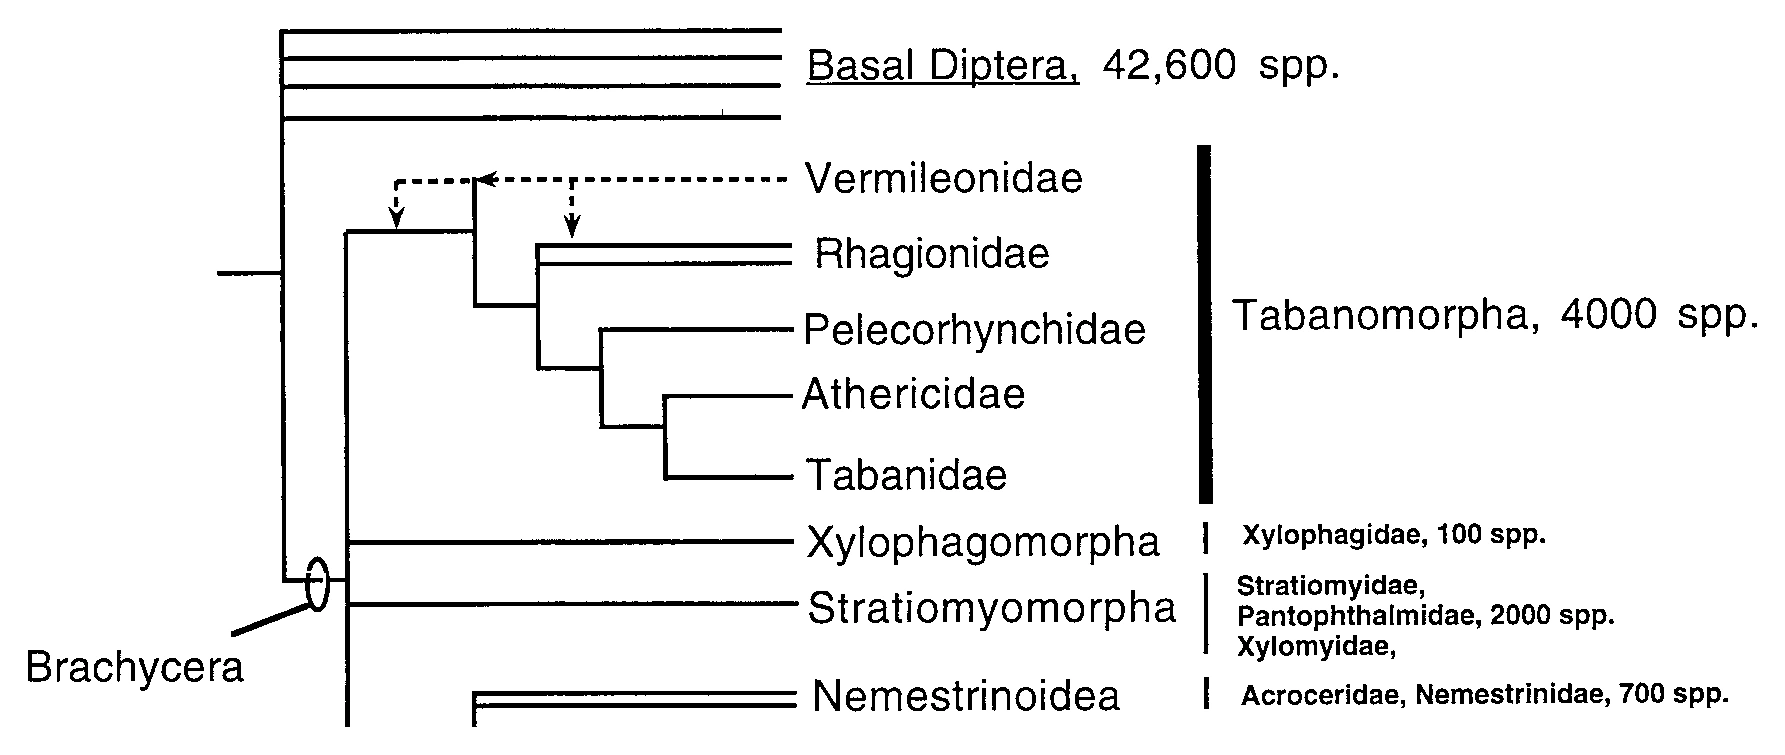 Basal Diptera, 42,600 spp.
Vermileonidae
Rhagionidae
Pelecorhynchidae
Tabanomorpha, 4000 spp.
Athericidae
Tabanidae
Xylophagomorpha
Xylophagidae, 100 spp.
Stratiomyomorpha
Stratiomyidae,
Pantophthalmidae, 2000 spp.
Xylomyidae,
Brachycera
Nemestrinoidea
Acroceridae, Nemestrinidae, 700 spp.